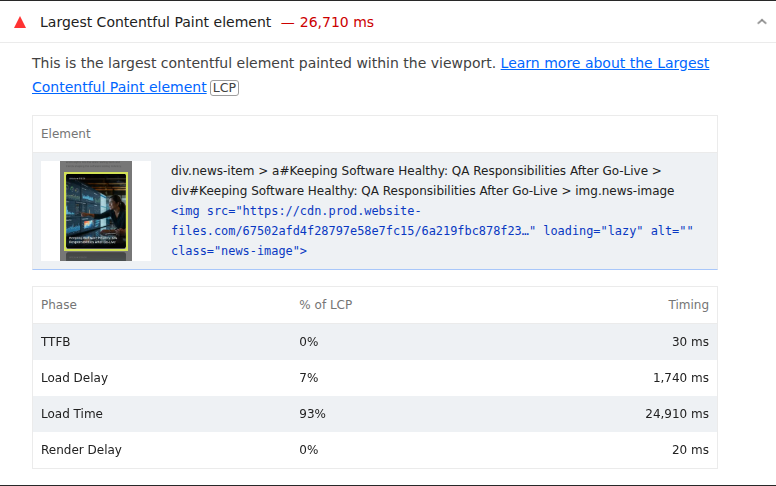 Largest Contentful Paint element — 26,710 ms
This is the largest contentful element painted within the viewport. Learn more about the Largest
Contentful Paint element LCP
Element
div.news-item > a#Keeping Software Healthy: QA Responsibilities After Go-Live >
div#Keeping Software Healthy: QA Responsibilities After Go-Live > img.news-image
<img src="https://cdn.prod.website-
files.com/67502afd4f28797e58e7fc15/6a219fbc878f23…" loading="lazy" alt=""
class="news-image">
Phase % of LCP Timing
TTFB 0% 30 ms
Load Delay 7% 1,740 ms
Load Time 93% 24,910 ms
Render Delay 0% 20 ms